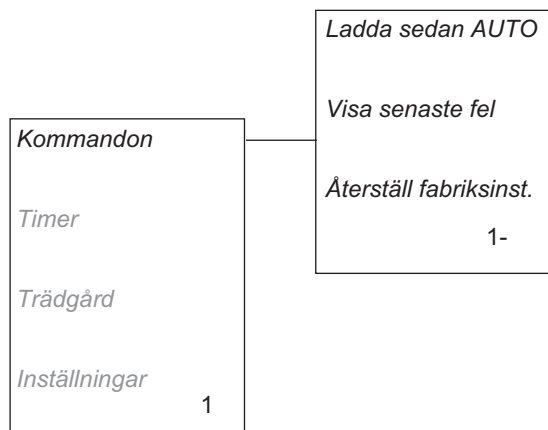 Kommandon
Timer
Trädgård
Inställningar
1
Ladda sedan AUTO
Visa senaste fel
Återställ fabriksinst.
1-